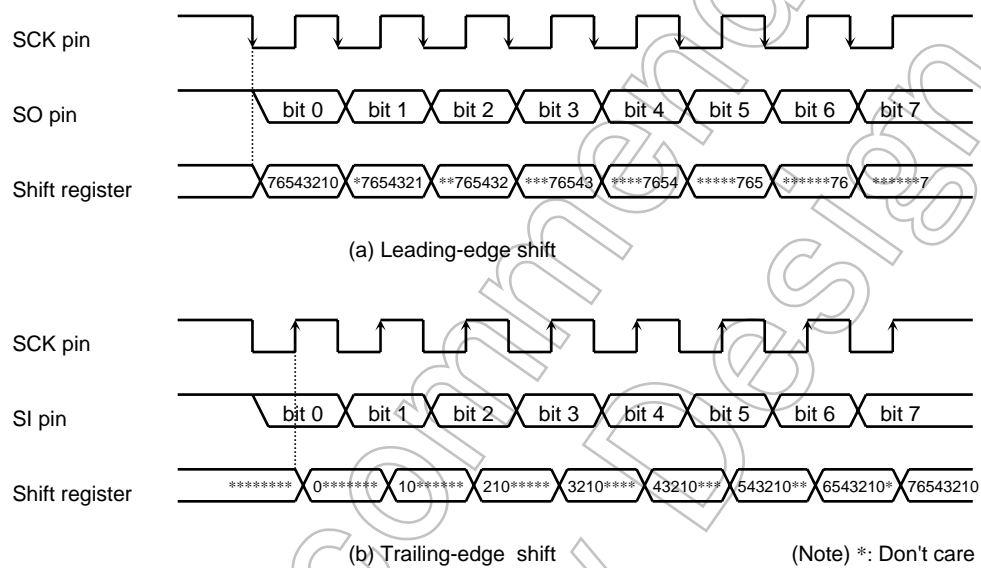 SCK pin
SO pin bit 0 bit 1 bit 2 bit 3 bit 4 bit 5 bit 6 bit 7
Shift register 76543210 *7654321 **765432 ***76543 ****7654 *****765 ******76 *******7
(a) Leading-edge shift
SCK pin
SI pin bit 0 bit 1 bit 2 bit 3 bit 4 bit 5 bit 6 bit 7
Shift register ******** 0******* 10****** 210***** 3210**** 43210*** 543210** 6543210* 76543210
(b) Trailing-edge shift (Note) *: Don't care